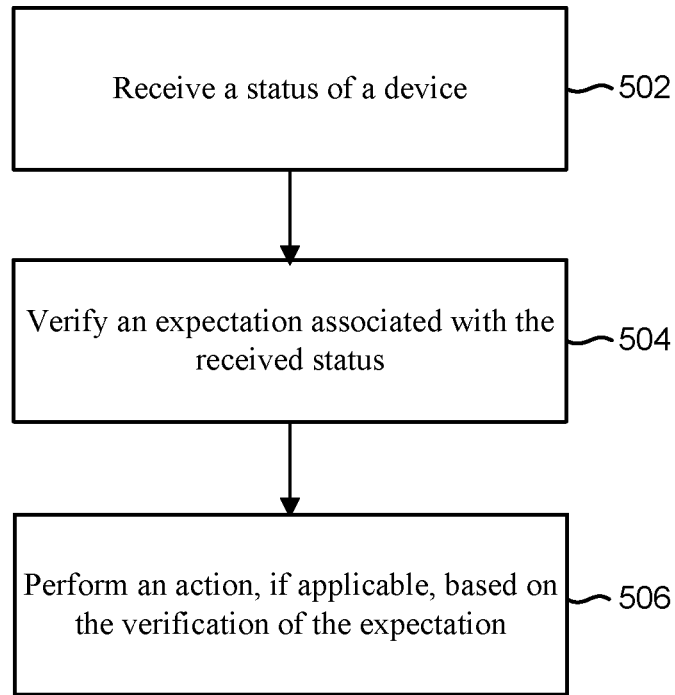 Receive a status of a device
502
Verify an expectation associated with the
received status
504
Perform an action, if applicable, based on
the verification of the expectation
506